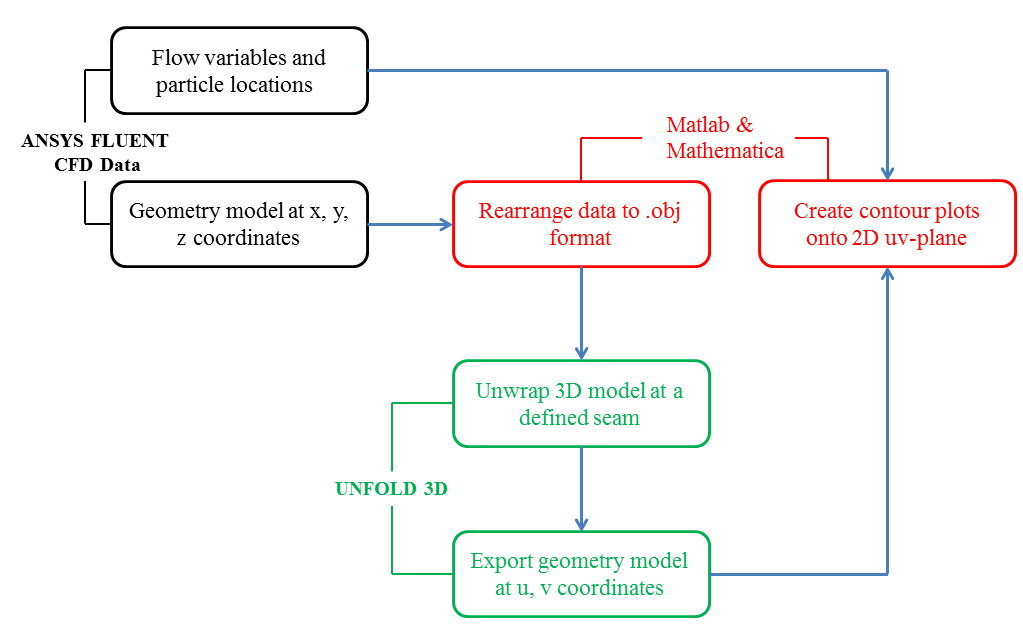 Flow variables and
particle locations
ANSYS FLUENT
CFD Data
Geometry model at x, y,
z coordinates
Matlab &
Mathematica
Rearrange data to .obj
format
Create contour plots
onto 2D uv-plane
Unwrap 3D model at a
defined seam
UNFOLD 3D
Export geometry model
at u, v coordinates